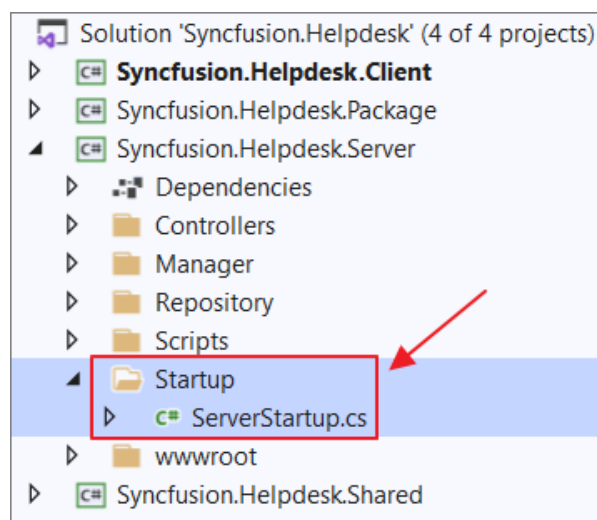 Solution 'Syncfusion.Helpdesk' (4 of 4 projects)
C# Syncfusion.Helpdesk.Client
C# Syncfusion.Helpdesk.Package
C# Syncfusion.Helpdesk.Server
Dependencies
Controllers
Manager
Repository
Scripts
Startup
C# ServerStartup.cs
wwwroot
C# Syncfusion.Helpdesk.Shared